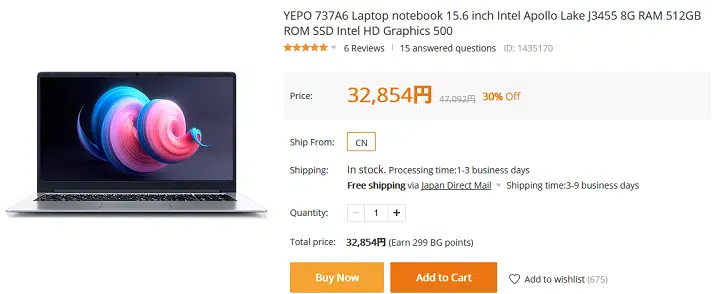 YEPO 737A6 Laptop notebook 15.6 inch Intel Apollo Lake J3455 8G RAM 512GB
ROM SSD Intel HD Graphics 500
6 Reviews 15 answered questions ID: 1435170
Price: 32,854円 47,092円 30% Off
Ship From: CN
Shipping: In stock. Processing time:1-3 business days
Free shipping via Japan Direct Mail Shipping time:3-9 business days
Quantity: − 1 +
Total price: 32,854円 (Earn 299 BG points)
Buy Now Add to Cart Add to wishlist (675)